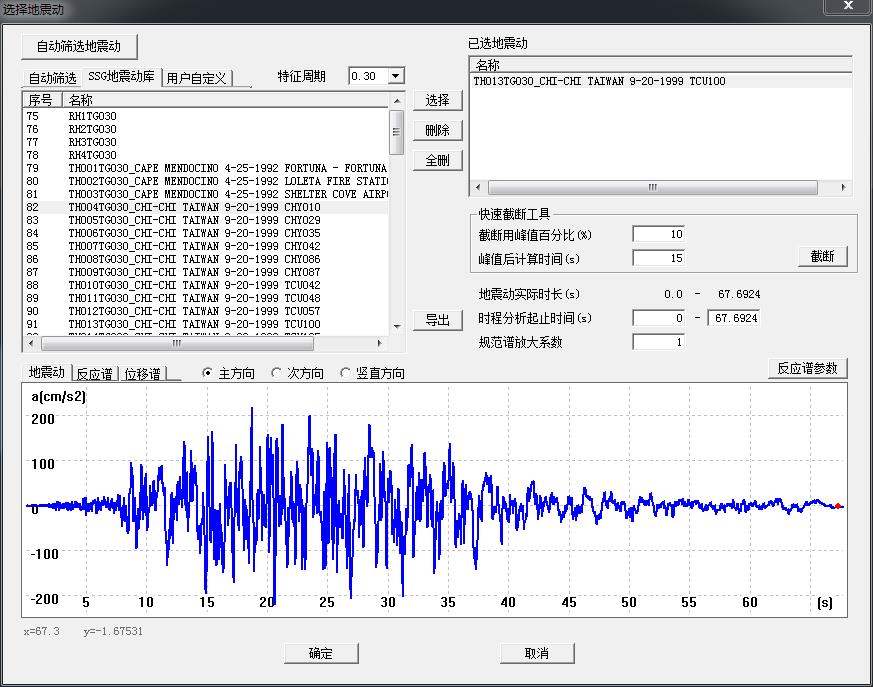 选择地震动
自动筛选地震动
自动筛选 SSG地震动库 用户自定义 特征周期 0.30
序号 名称
75 RH1TG030
76 RH2TG030
77 RH3TG030
78 RH4TG030
79 TH001TG030_CAPE MENDOCINO 4-25-1992 FORTUNA - FORTUNA
80 TH002TG030_CAPE MENDOCINO 4-25-1992 LOLETA FIRE STATI
81 TH003TG030_CAPE MENDOCINO 4-25-1992 SHELTER COVE AIRPO
82 TH004TG030_CHI-CHI TAIWAN 9-20-1999 CHY010
83 TH005TG030_CHI-CHI TAIWAN 9-20-1999 CHY029
84 TH006TG030_CHI-CHI TAIWAN 9-20-1999 CHY035
85 TH007TG030_CHI-CHI TAIWAN 9-20-1999 CHY042
86 TH008TG030_CHI-CHI TAIWAN 9-20-1999 CHY086
87 TH009TG030_CHI-CHI TAIWAN 9-20-1999 CHY087
88 TH010TG030_CHI-CHI TAIWAN 9-20-1999 TCU042
89 TH011TG030_CHI-CHI TAIWAN 9-20-1999 TCU048
90 TH012TG030_CHI-CHI TAIWAN 9-20-1999 TCU057
91 TH013TG030_CHI-CHI TAIWAN 9-20-1999 TCU100
选择
删除
全删
导出
已选地震动
名称
TH013TG030_CHI-CHI TAIWAN 9-20-1999 TCU100
快速截断工具
截断用峰值百分比(%) 10
峰值后计算时间(s) 15
截断
地震动实际时长(s) 0.0 - 67.6924
时程分析起止时间(s) 0 - 67.6924
规范谱放大系数 1
地震动 反应谱 位移谱 主方向 次方向 竖直方向 反应谱参数
a(cm/s2)
200
100
0
-100
-200 5 10 15 20 25 30 35 40 45 50 55 60 (s)
x=67.3 y=-1.67531
确定 取消